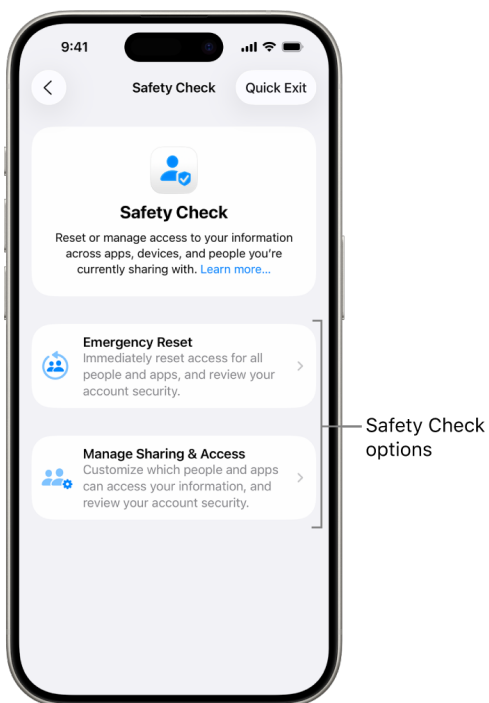 9:41
Safety Check
Quick Exit
Safety Check
Reset or manage access to your information
across apps, devices, and people you’re
currently sharing with. Learn more...
Emergency Reset
Immediately reset access for all
people and apps, and review your
account security.
Manage Sharing & Access
Customize which people and apps
can access your information, and
review your account security.
Safety Check
options